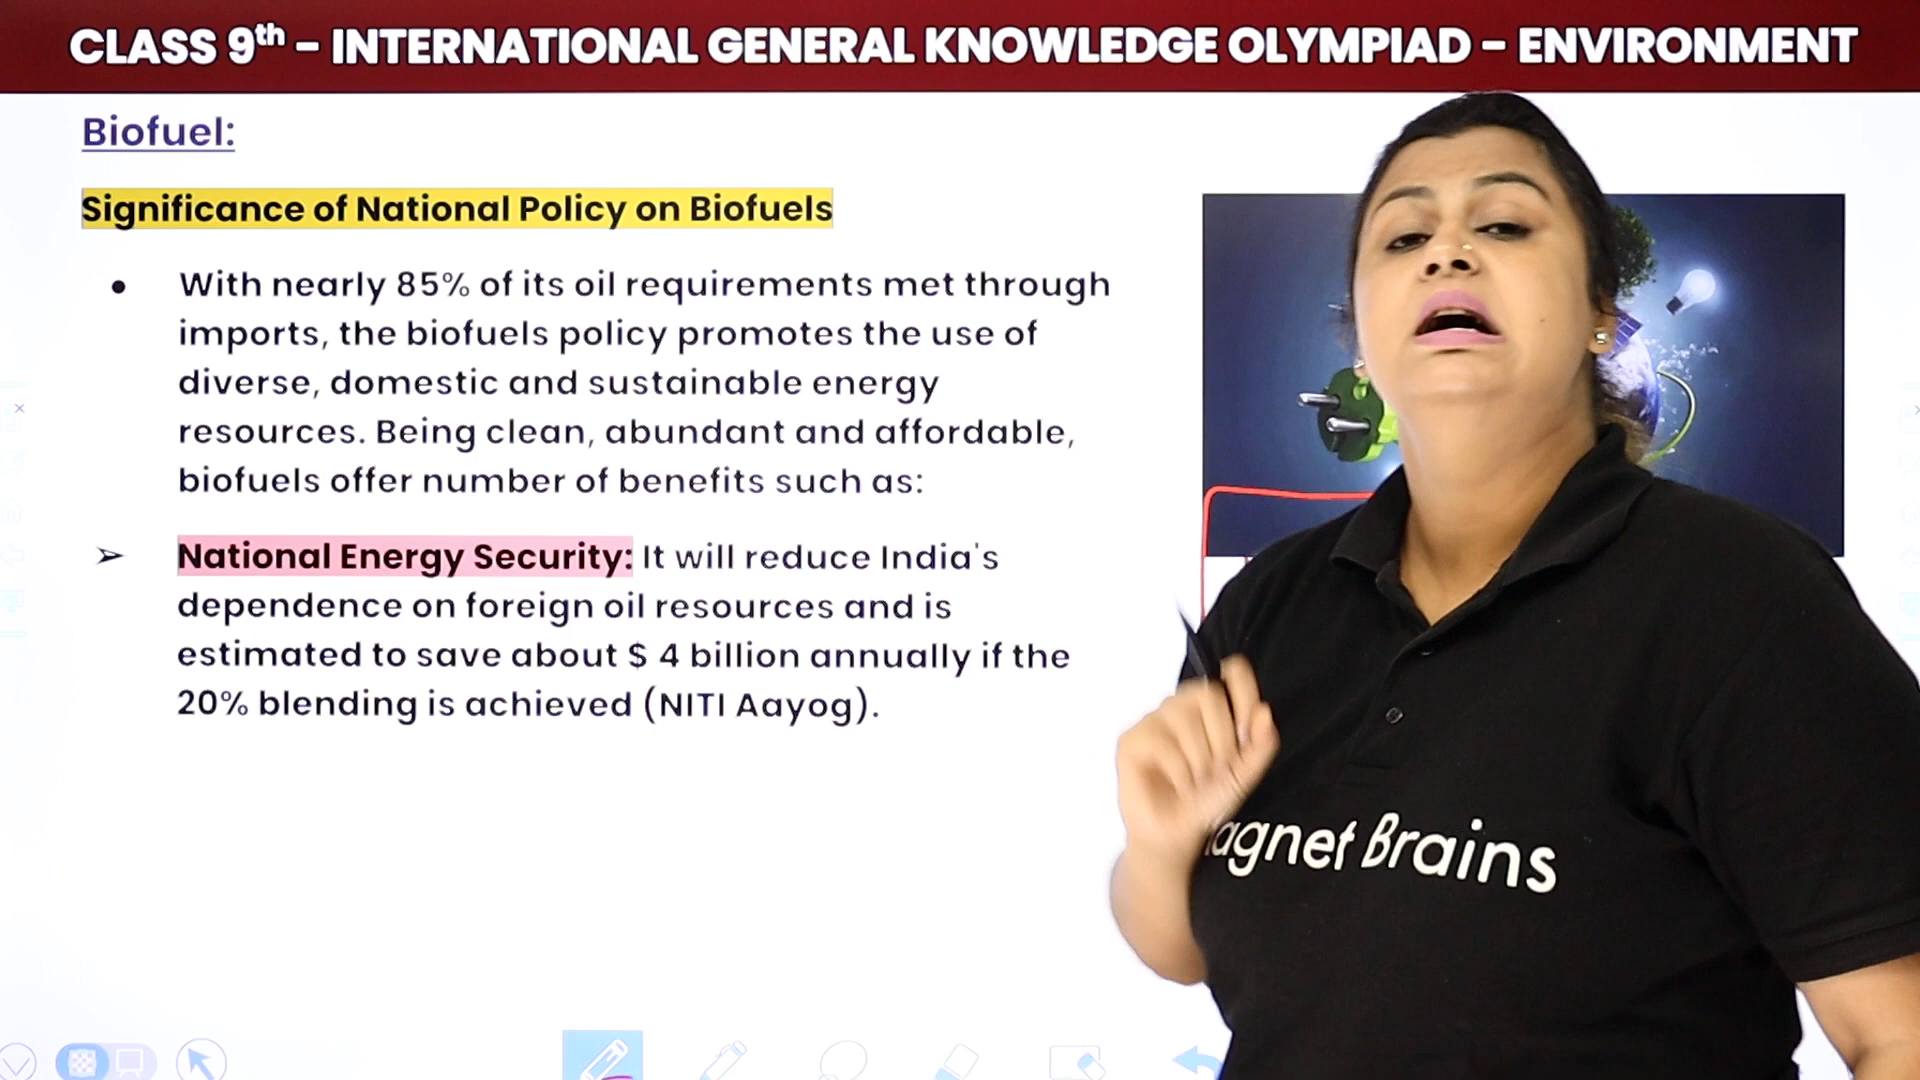 CLASS 9th – INTERNATIONAL GENERAL KNOWLEDGE OLYMPIAD – ENVIRONMENT
Biofuel:
Significance of National Policy on Biofuels
● With nearly 85% of its oil requirements met through
imports, the biofuels policy promotes the use of
diverse, domestic and sustainable energy
resources. Being clean, abundant and affordable,
biofuels offer number of benefits such as:
➢ National Energy Security: It will reduce India's
dependence on foreign oil resources and is
estimated to save about $ 4 billion annually if the
20% blending is achieved (NITI Aayog).
agnet Brains